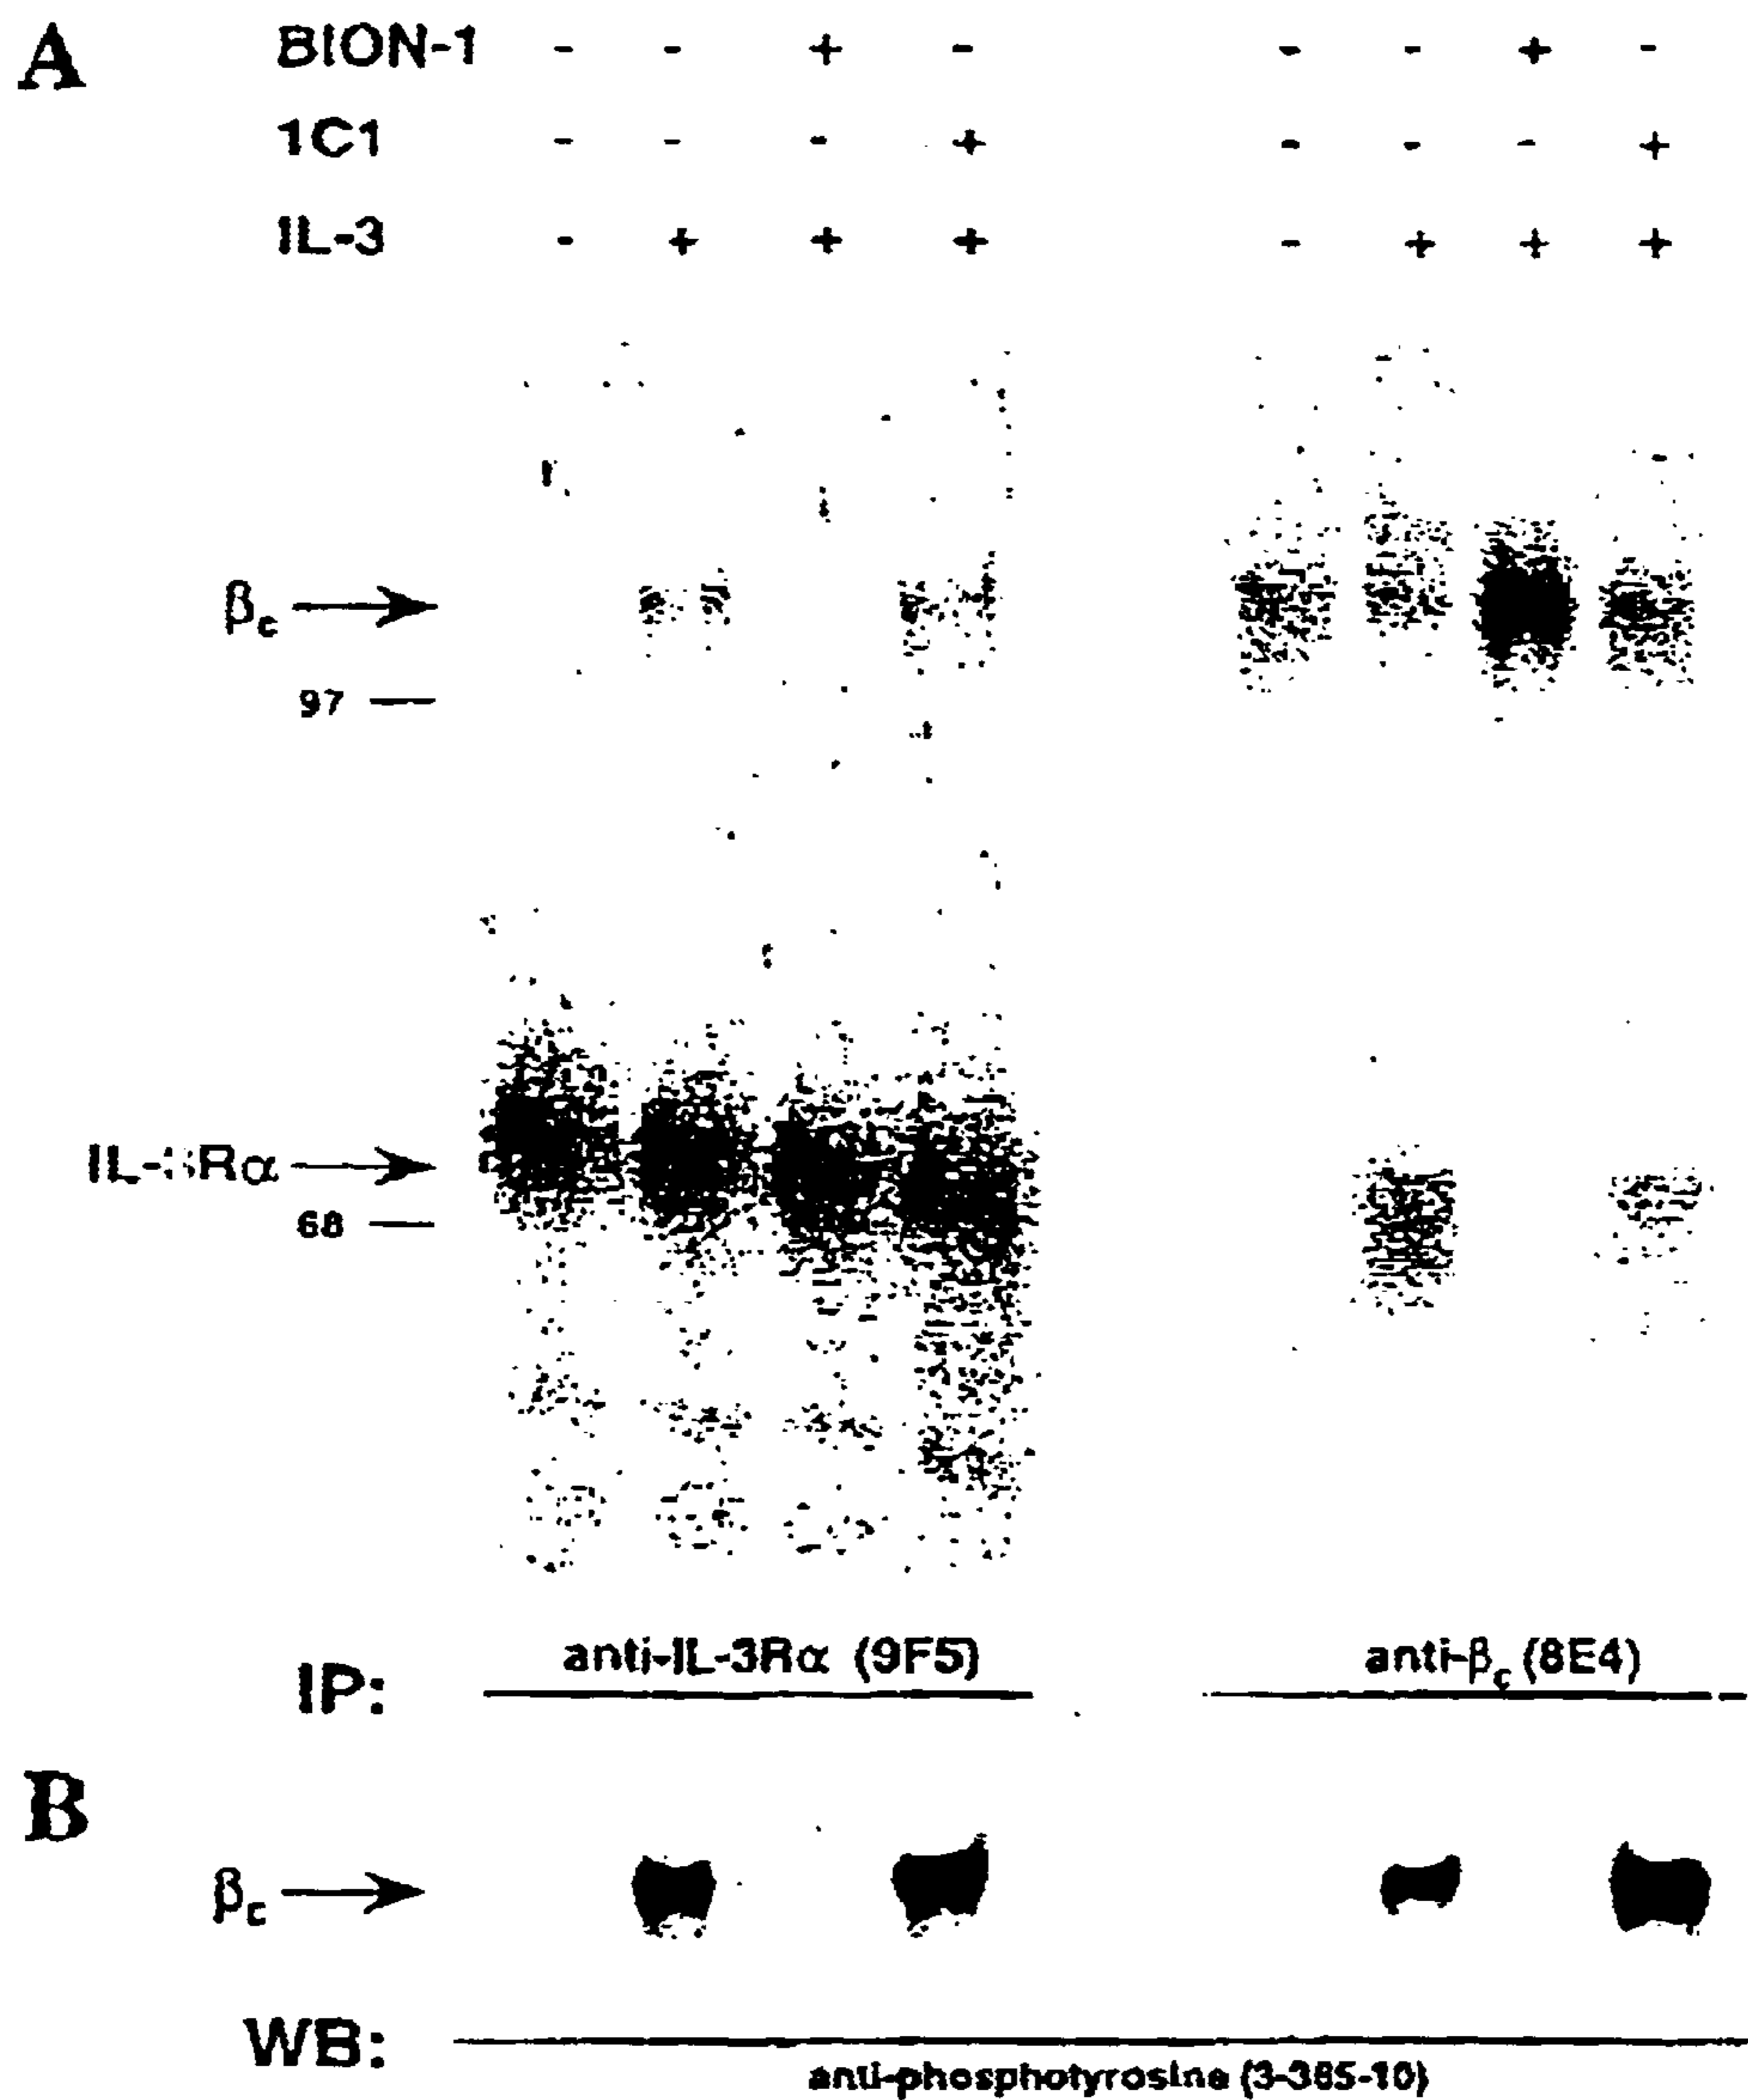 A
BION-1 - - + - - - + -
1C1 - - - + - - - +
IL-3 - + + + - + + +
βc
97
IL-3Rα
68
IP: anti-IL-3Rα (9F5) anti-βc (8E4)
B
βc
WB:
anti-phosphotyrosine (3-365-10)